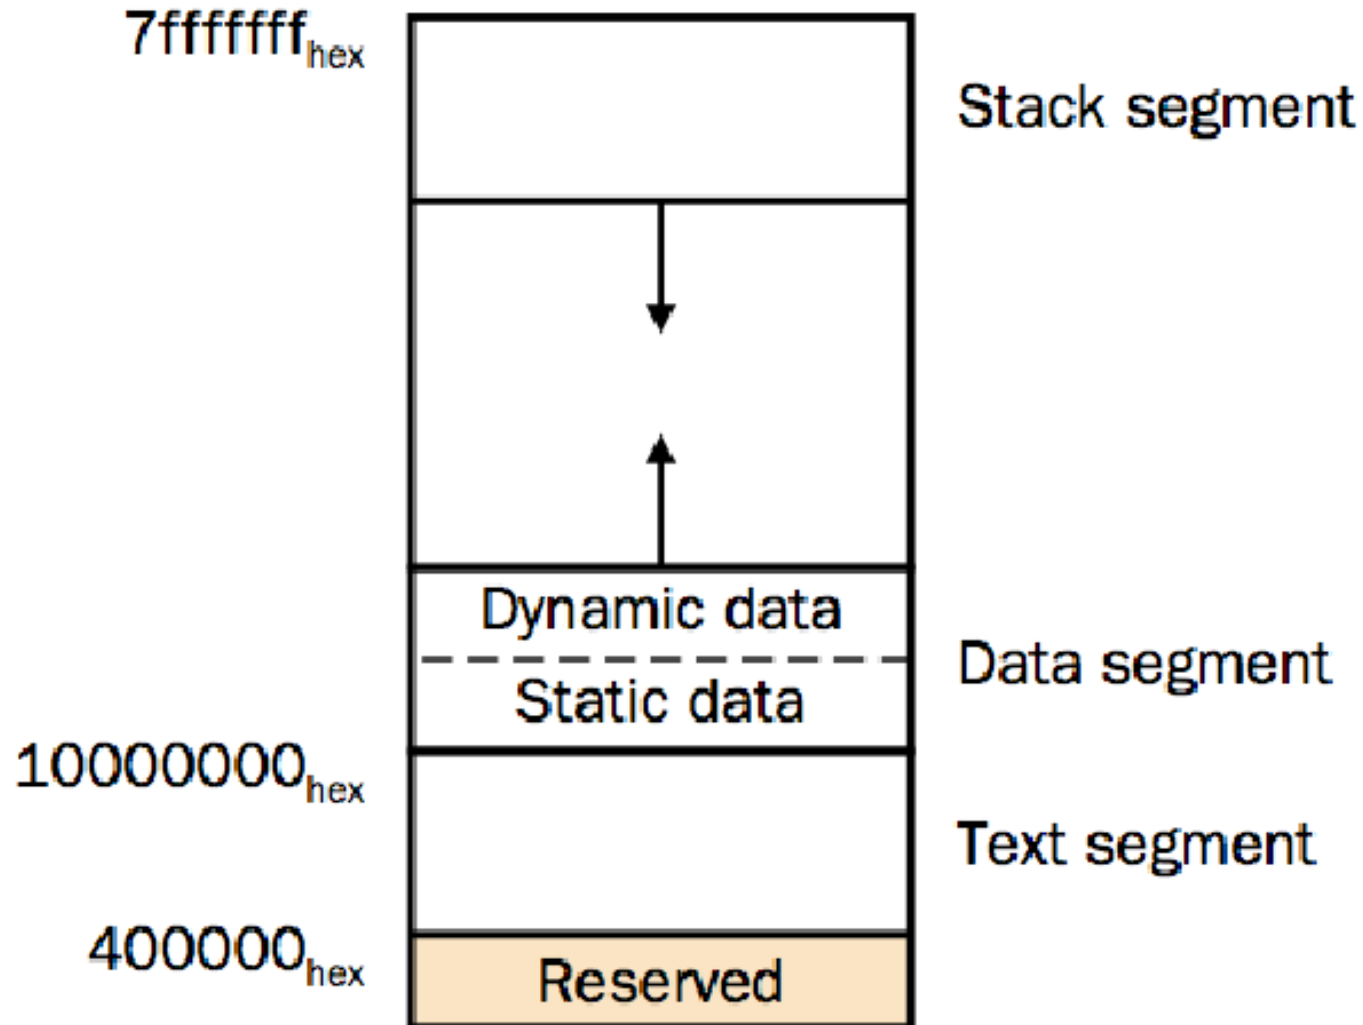 7fffffffhex
Stack segment
Dynamic data
Data segment
Static data
10000000hex
Text segment
400000hex
Reserved